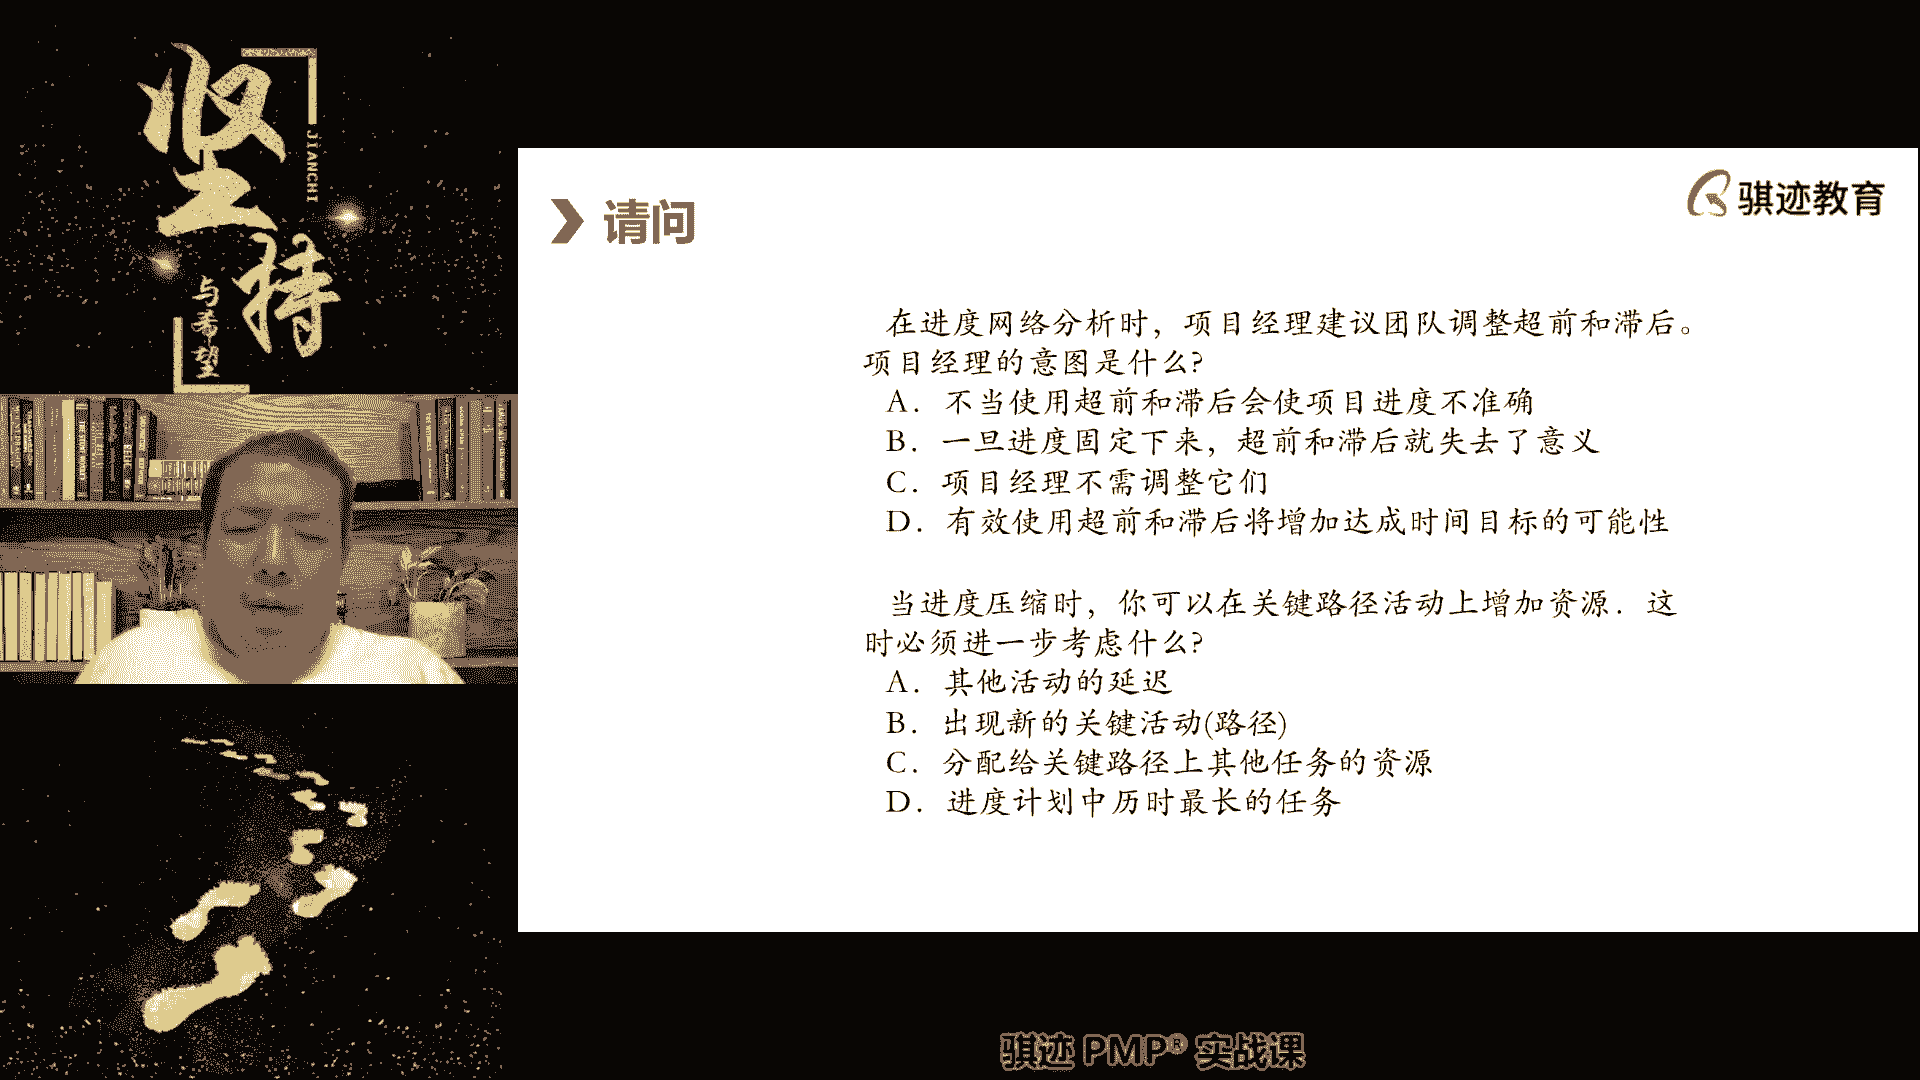 坚持
JIANCHI
与希望
骐迹教育
请问
在进度网络分析时，项目经理建议团队调整超前和滞后。
项目经理的意图是什么?
A. 不当使用超前和滞后会使项目进度不准确
B. 一旦进度固定下来，超前和滞后就失去了意义
C. 项目经理不需调整它们
D. 有效使用超前和滞后将增加达成时间目标的可能性
当进度压缩时，你可以在关键路径活动上增加资源. 这
时必须进一步考虑什么?
A. 其他活动的延迟
B. 出现新的关键活动(路径)
C. 分配给关键路径上其他任务的资源
D. 进度计划中历时最长的任务
骐迹 PMP® 实战课